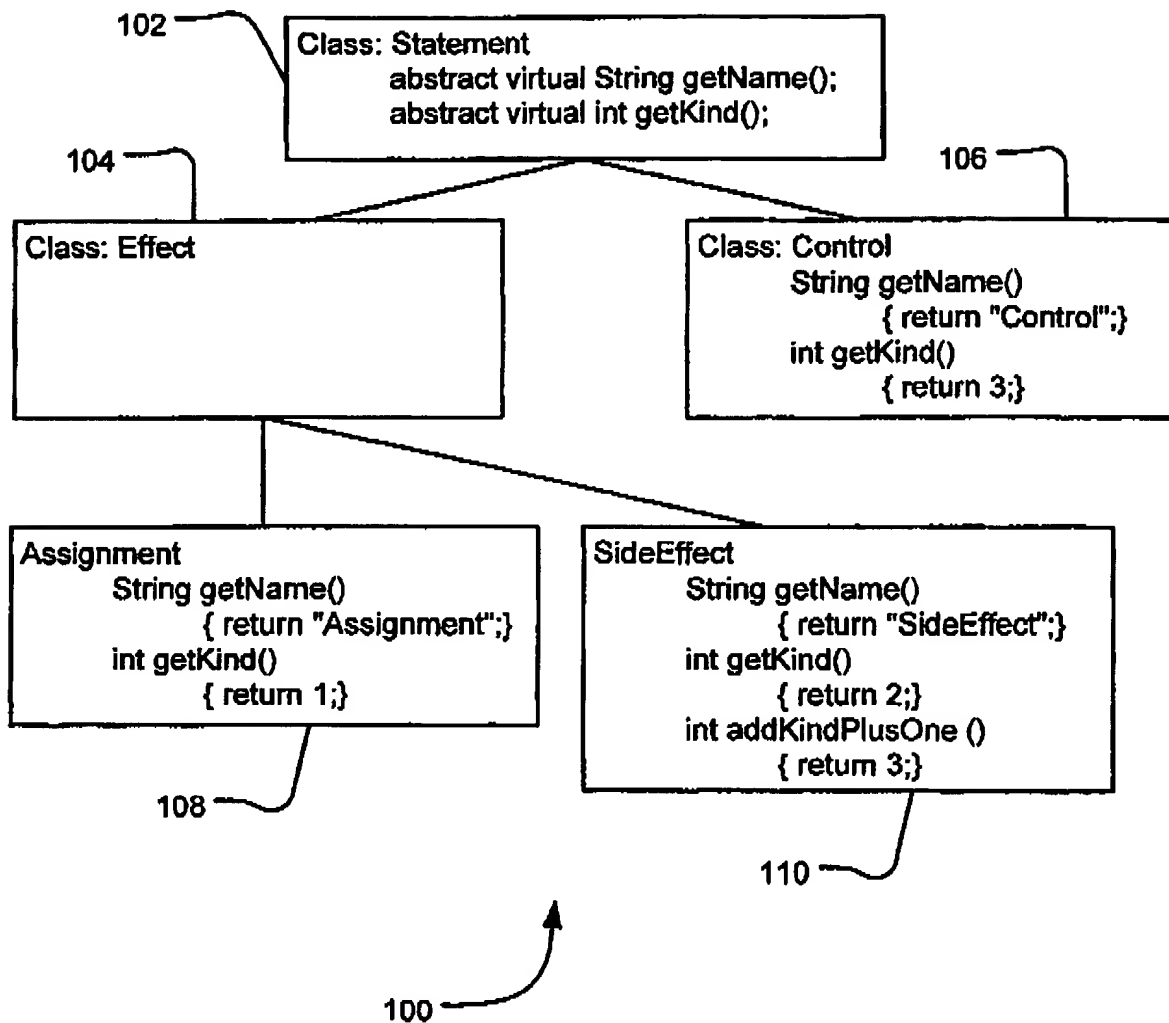 102
Class: Statement
abstract virtual String getName();
abstract virtual int getKind();
104
106
Class: Effect
Class: Control
String getName()
{ return "Control";}
int getKind()
{ return 3;}
Assignment
String getName()
{ return "Assignment";}
int getKind()
{ return 1;}
108
SideEffect
String getName()
{ return "SideEffect";}
int getKind()
{ return 2;}
int addKindPlusOne ()
{ return 3;}
110
100